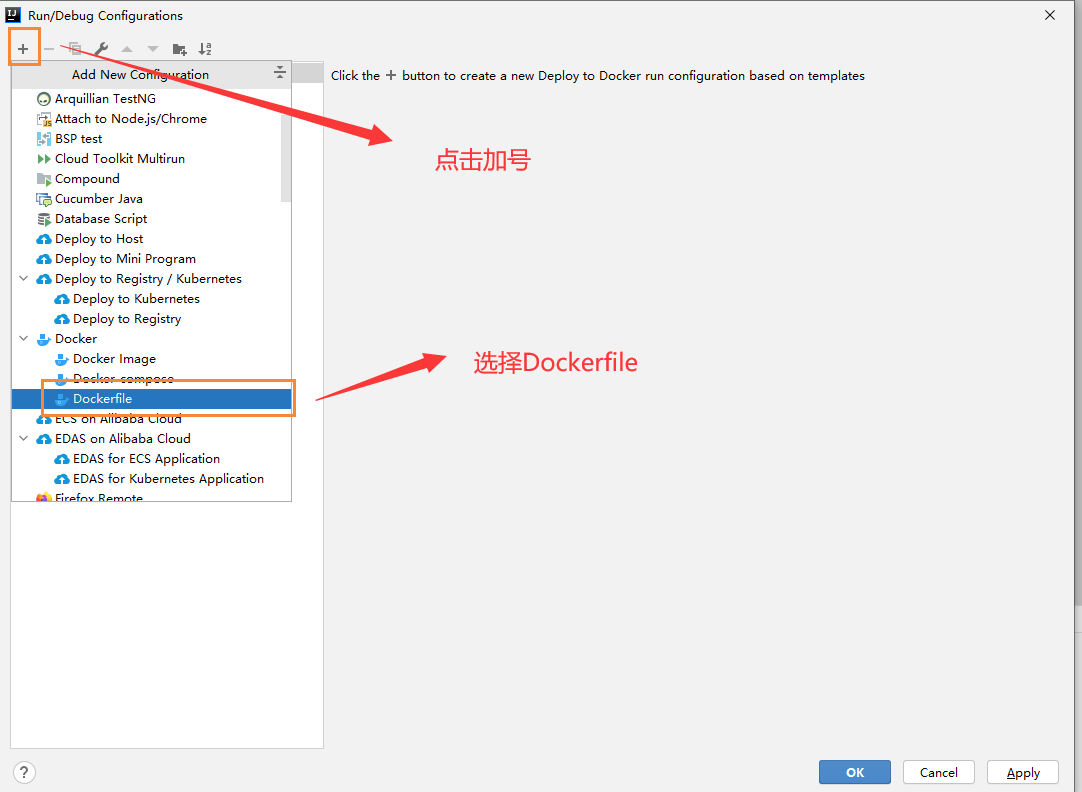 Run/Debug Configurations
Add New Configuration
Click the + button to create a new Deploy to Docker run configuration based on templates
Arquillian TestNG
Attach to Node.js/Chrome
BSP test
Cloud Toolkit Multirun
Compound
Cucumber Java
Database Script
Deploy to Host
Deploy to Mini Program
Deploy to Registry / Kubernetes
Deploy to Kubernetes
Deploy to Registry
Docker
Docker Image
Docker-compose
Dockerfile
ECS on Alibaba Cloud
EDAS on Alibaba Cloud
EDAS for ECS Application
EDAS for Kubernetes Application
Firefox Remote
点击加号
选择Dockerfile
?
OK
Cancel
Apply